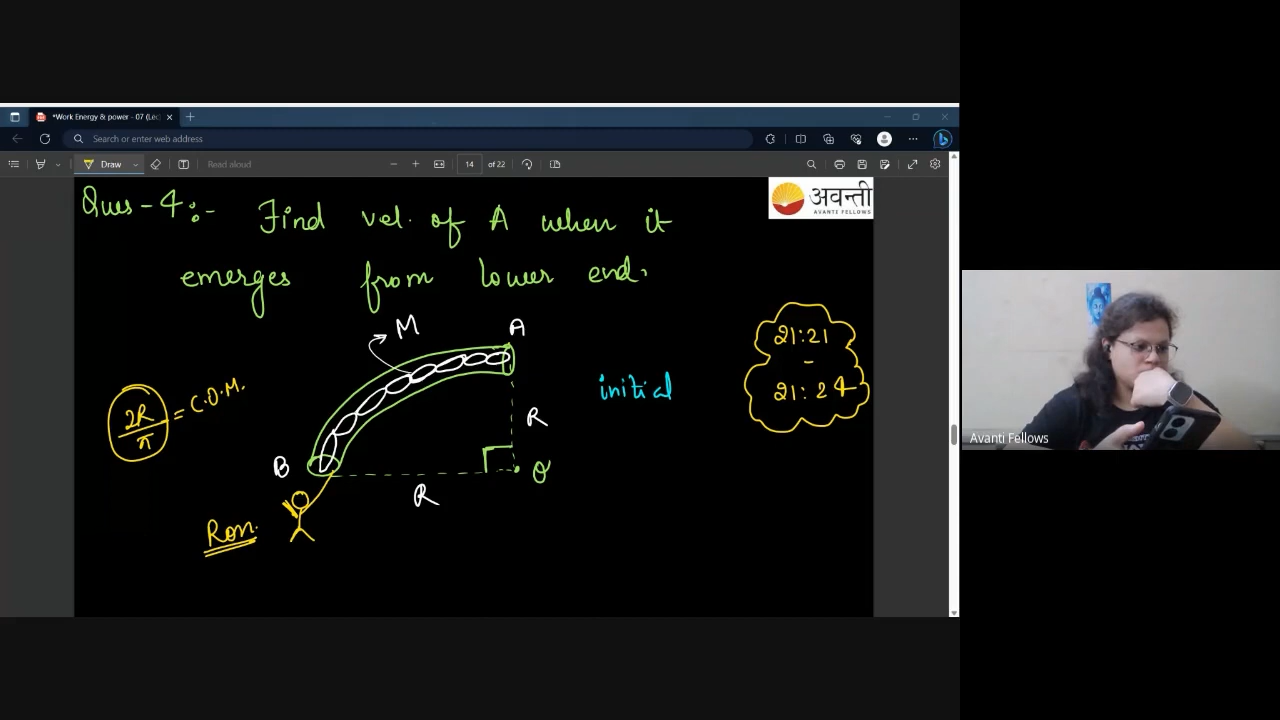 *Work Energy & power - 07 (Lec
Search or enter web address
Draw
Read aloud
14
of 22
Ques-4:- Find vel. of A when it
emerges from lower end.
अवन्ती
AVANTI FELLOWS
M
A
21:21
-
21:24
initial
2R/π = C.O.M.
R
B
O
R
Ron.
Avanti Fellows